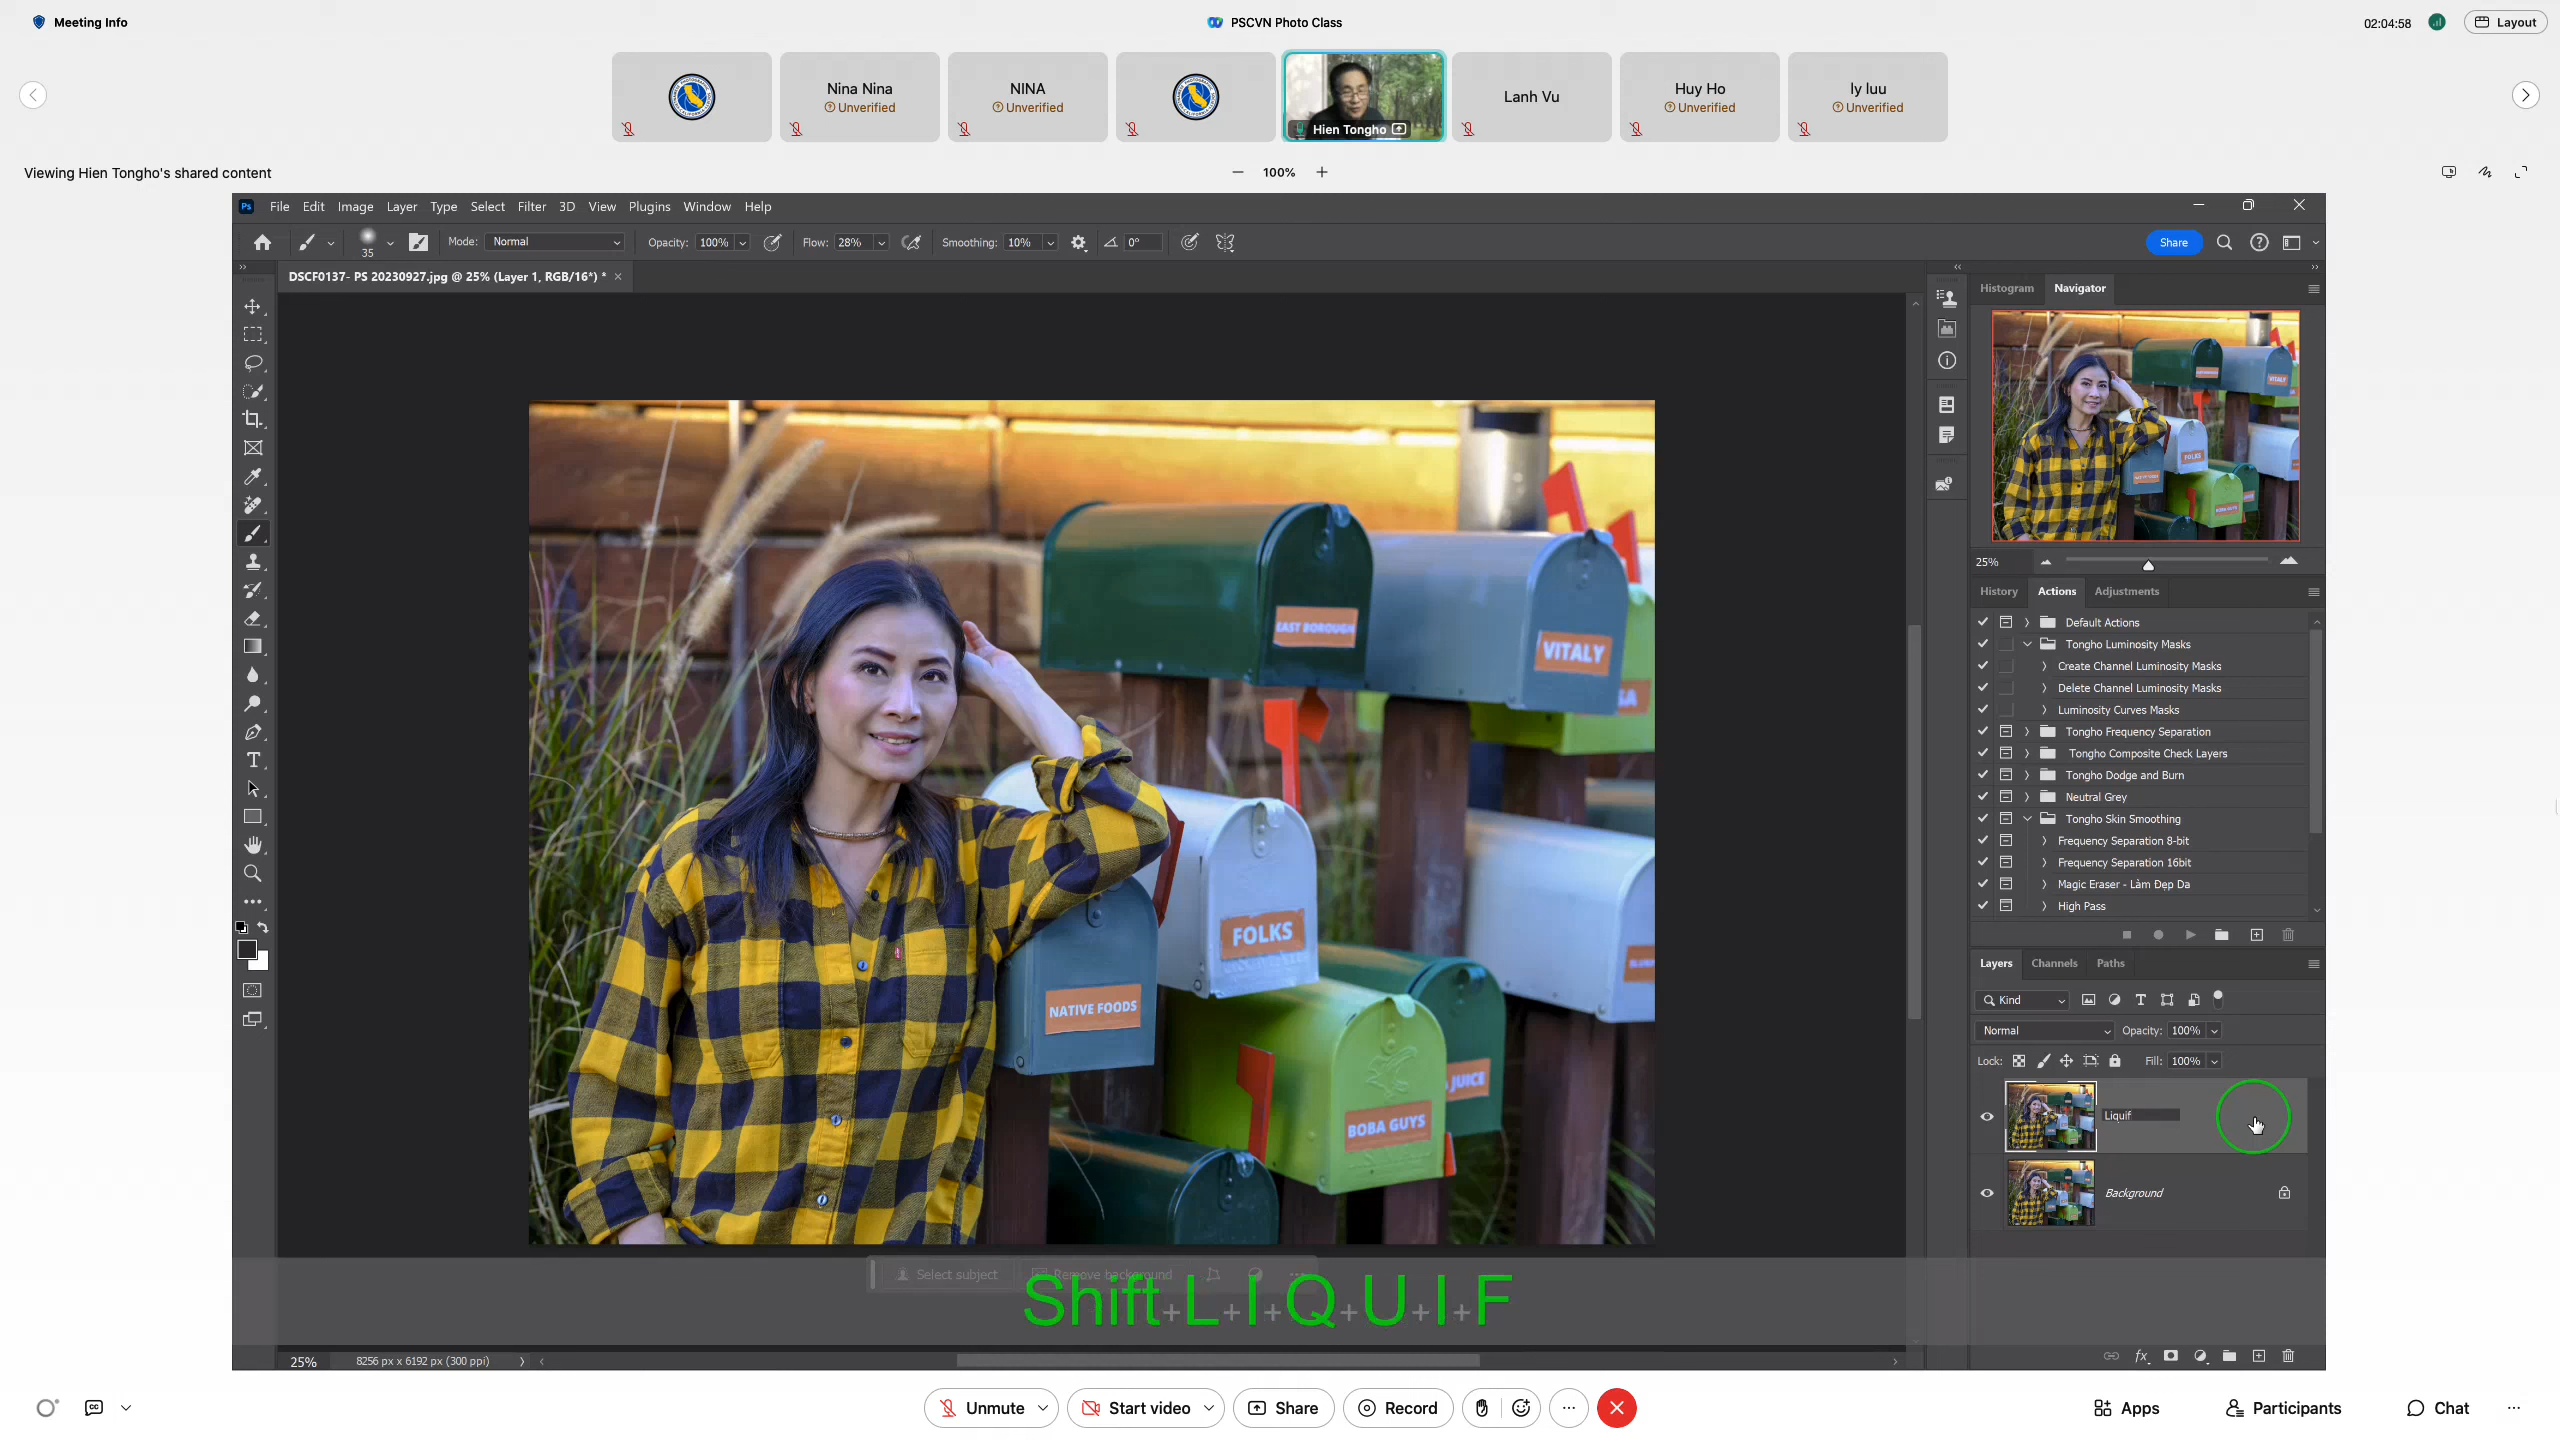 Meeting Info
PSCVN Photo Class
02:04:58
Layout
Nina Nina
Unverified
NINA
Unverified
Hien Tongho
Lanh Vu
Huy Ho
Unverified
ly luu
Unverified
Viewing Hien Tongho's shared content
100%
Ps File Edit Image Layer Type Select Filter 3D View Plugins Window Help
35
Mode: Normal
Opacity: 100%
Flow: 28%
Smoothing: 10%
0°
Share
DSCF0137- PS 20230927.jpg @ 25% (Layer 1, RGB/16*) *
Histogram Navigator
25%
History Actions Adjustments
Default Actions
Tongho Luminosity Masks
Create Channel Luminosity Masks
Delete Channel Luminosity Masks
Luminosity Curves Masks
Tongho Frequency Separation
Tongho Composite Check Layers
Tongho Dodge and Burn
Neutral Grey
Tongho Skin Smoothing
Frequency Separation 8-bit
Frequency Separation 16bit
Magic Eraser - Làm Đẹp Da
High Pass
Layers Channels Paths
Kind
Normal
Opacity: 100%
Lock:
Fill: 100%
Liquif
Background
EAST BOROUGH
VITALY
FOLKS
NATIVE FOODS
JUICE
BOBA GUYS
Select subject
Remove background
Shift+L+I+Q+U+I+F
25%
8256 px x 6192 px (300 ppi)
Unmute
Start video
Share
Record
Apps
Participants
Chat